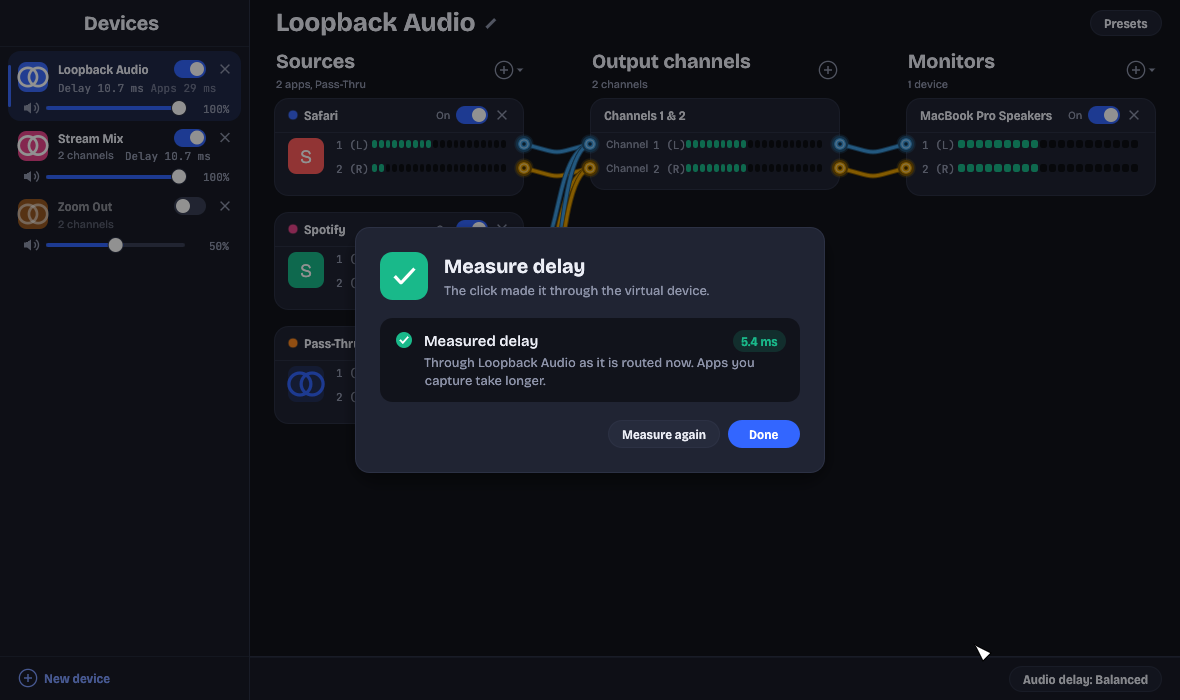 Devices
Loopback Audio
Delay 10.7 ms Apps 29 ms
100%
Stream Mix
2 channels Delay 10.7 ms
100%
Zoom Out
2 channels
50%
New device
Loopback Audio
Presets
Sources
2 apps, Pass-Thru
Output channels
2 channels
Monitors
1 device
Safari On
S
1 (L)
2 (R)
Channels 1 & 2
Channel 1 (L)
Channel 2 (R)
MacBook Pro Speakers On
1 (L)
2 (R)
Spotify
S
1 (
2 (
Pass-Thru
1 (
2 (
Measure delay
The click made it through the virtual device.
Measured delay 5.4 ms
Through Loopback Audio as it is routed now. Apps you
capture take longer.
Measure again Done
Audio delay: Balanced